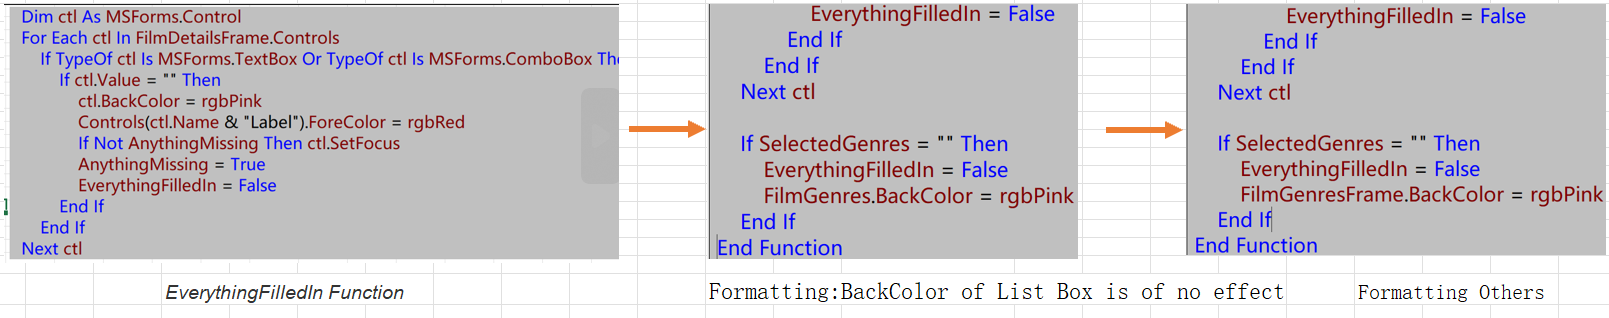 Dim ctl As MSForms.Control
For Each ctl In FilmDetailsFrame.Controls
If TypeOf ctl Is MSForms.TextBox Or TypeOf ctl Is MSForms.ComboBox The
If ctl.Value = "" Then
ctl.BackColor = rgbPink
Controls(ctl.Name & "Label").ForeColor = rgbRed
If Not AnythingMissing Then ctl.SetFocus
AnythingMissing = True
EverythingFilledIn = False
End If
End If
Next ctl
EverythingFilledIn Function
EverythingFilledIn = False
End If
End If
Next ctl
If SelectedGenres = "" Then
EverythingFilledIn = False
FilmGenres.BackColor = rgbPink
End If
End Function
Formatting:BackColor of List Box is of no effect
EverythingFilledIn = False
End If
End If
Next ctl
If SelectedGenres = "" Then
EverythingFilledIn = False
FilmGenresFrame.BackColor = rgbPink
End If
End Function
Formatting Others